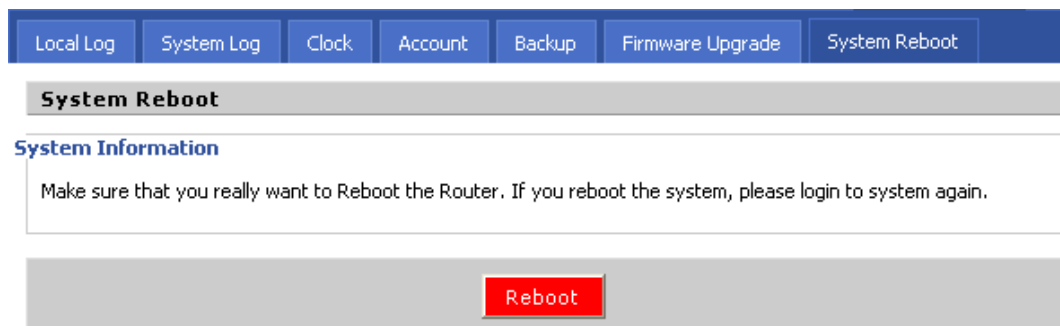 Local Log System Log Clock Account Backup Firmware Upgrade System Reboot
System Reboot
System Information
Make sure that you really want to Reboot the Router. If you reboot the system, please login to system again.
Reboot